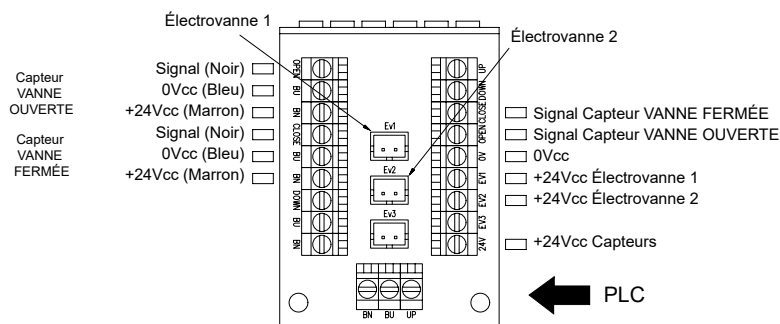 Électrovanne 1
Électrovanne 2
Capteur
VANNE
OUVERTE
Signal (Noir)
0Vcc (Bleu)
+24Vcc (Marron)
Capteur
VANNE
FERMÉE
Signal (Noir)
0Vcc (Bleu)
+24Vcc (Marron)
OPEN
BU
BN
CLOSE
BU
BN
DOWN
BU
BN
Ev1
Ev2
Ev3
UP
DOWN
CLOSE
OPEN
0V
EV1
EV2
EV3
24V
Signal Capteur VANNE FERMÉE
Signal Capteur VANNE OUVERTE
0Vcc
+24Vcc Électrovanne 1
+24Vcc Électrovanne 2
+24Vcc Capteurs
PLC
BN BU UP